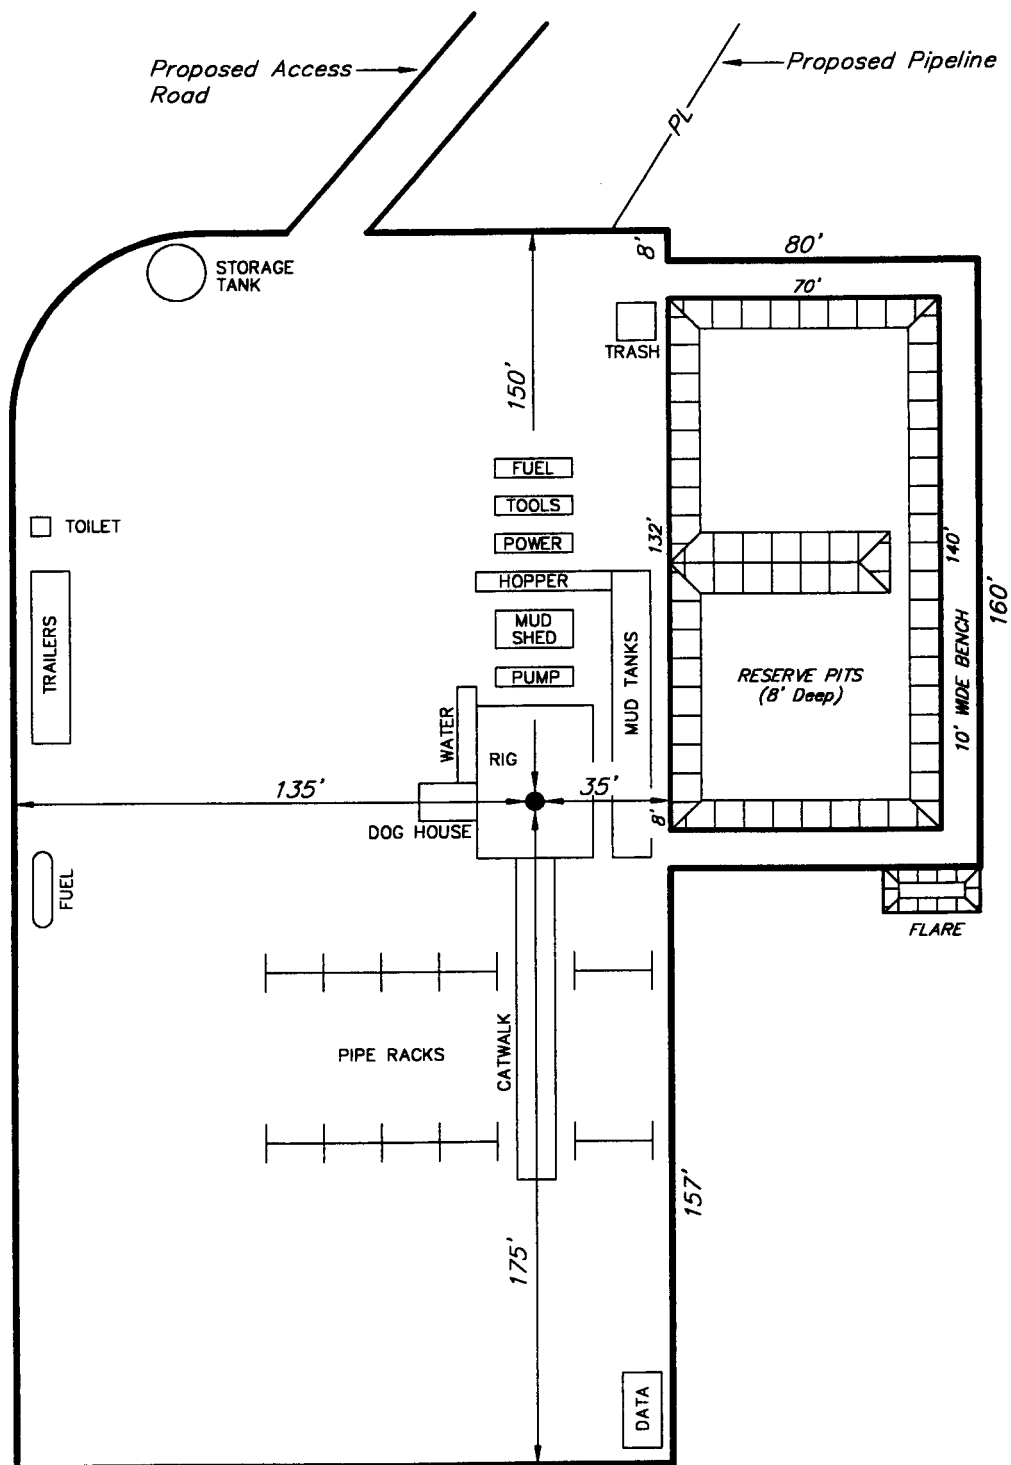 Proposed Access
Road
Proposed Pipeline
PL
8'
80'
70'
STORAGE
TANK
TRASH
150'
FUEL
TOOLS
POWER
HOPPER
MUD
SHED
PUMP
TOILET
TRAILERS
132'
140'
160'
MUD TANKS
RESERVE PITS
(8' Deep)
10' WIDE BENCH
WATER
RIG
135'
35'
8'
DOG HOUSE
FUEL
FLARE
PIPE RACKS
CATWALK
157'
175'
DATA